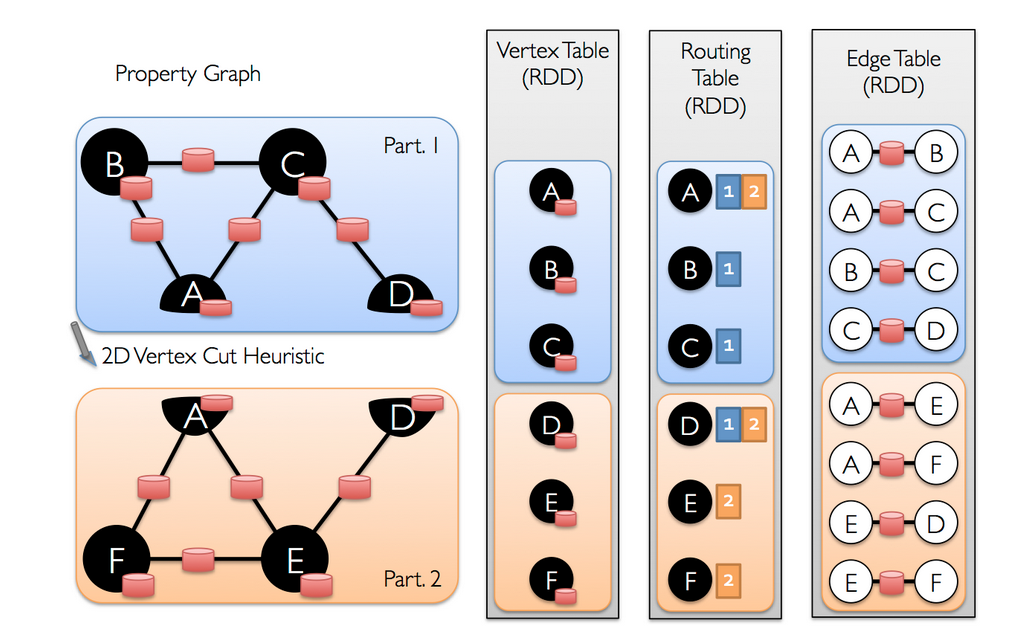 Property Graph
Part. 1
B
C
A
D
2D Vertex Cut Heuristic
A
D
F
E
Part. 2
Vertex Table
(RDD)
A
B
C
D
E
F
Routing
Table
(RDD)
A 1 2
B 1
C 1
D 1 2
E 2
F 2
Edge Table
(RDD)
A B
A C
B C
C D
A E
A F
E D
E F